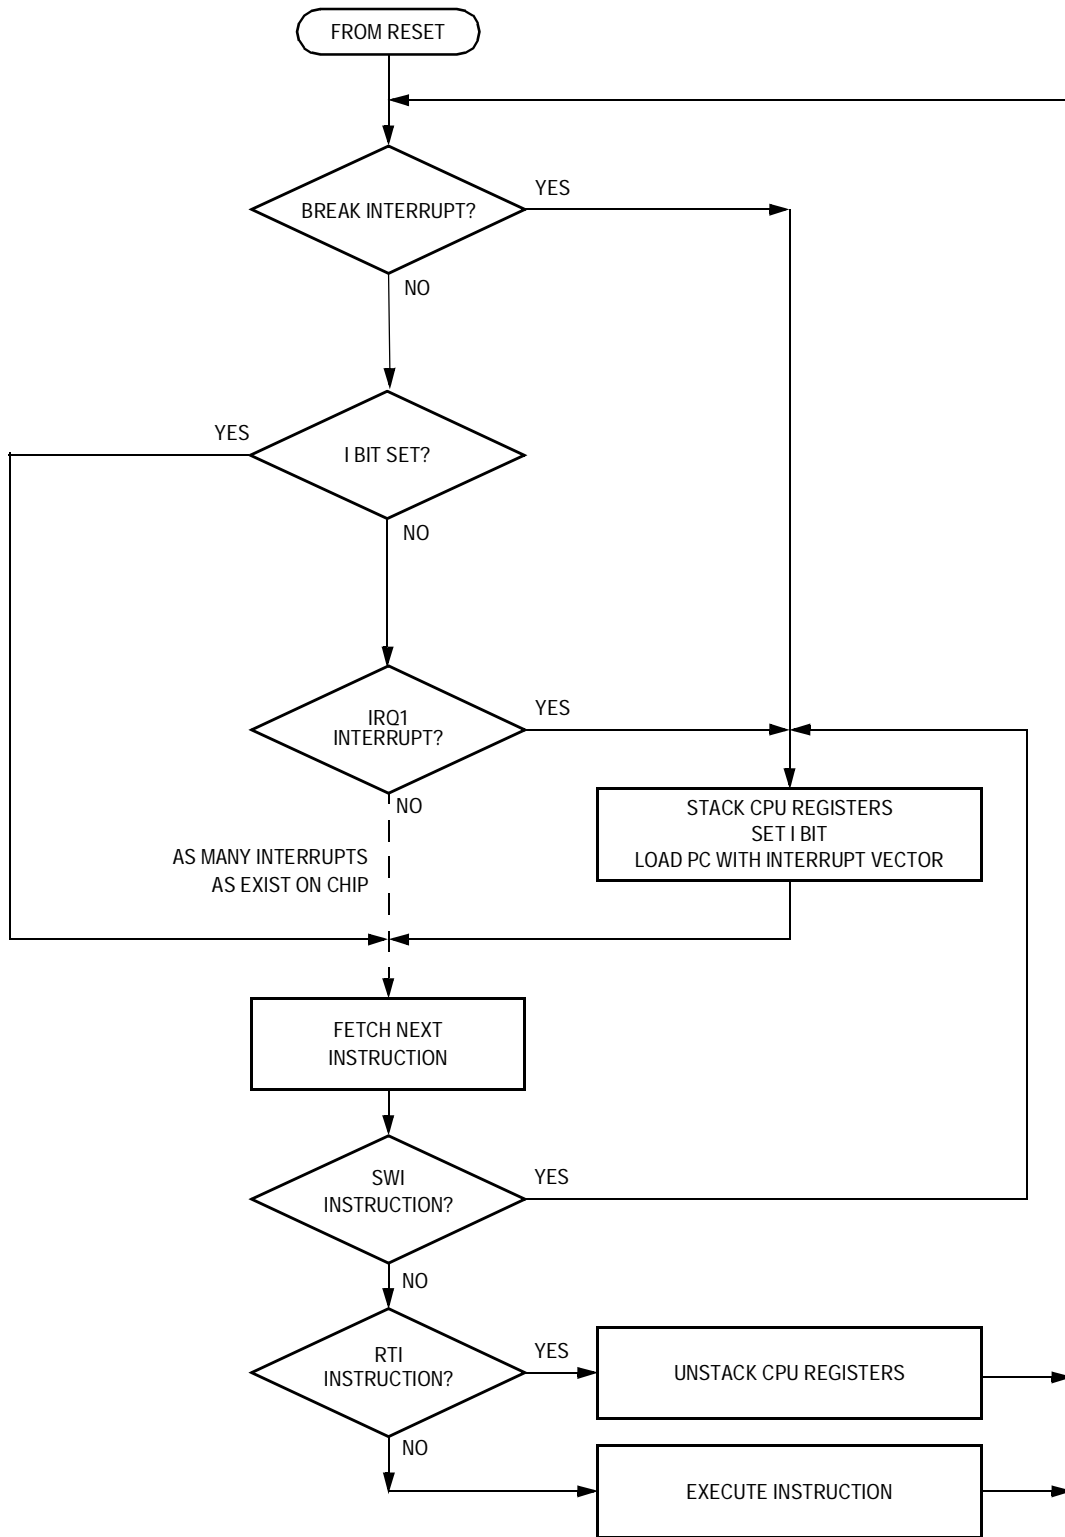 FROM RESET
BREAK INTERRUPT?
YES
NO
YES
I BIT SET?
NO
IRQ1
INTERRUPT?
YES
NO
AS MANY INTERRUPTS
AS EXIST ON CHIP
STACK CPU REGISTERS
SET I BIT
LOAD PC WITH INTERRUPT VECTOR
FETCH NEXT
INSTRUCTION
SWI
INSTRUCTION?
YES
NO
RTI
INSTRUCTION?
YES
UNSTACK CPU REGISTERS
NO
EXECUTE INSTRUCTION